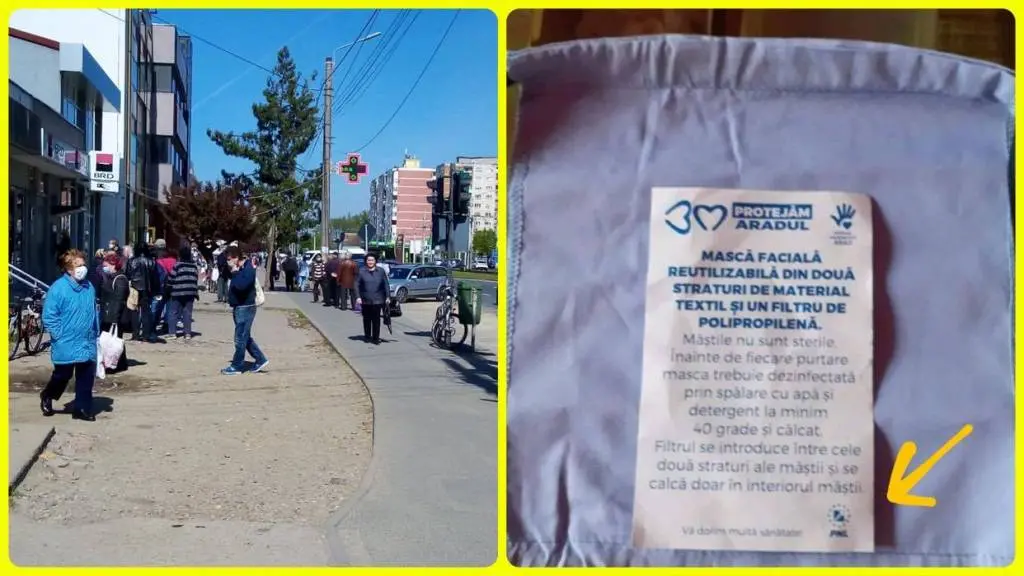 BRD
PROTEJĂM
ARADUL
MASCĂ FACIALĂ
REUTILIZABILĂ DIN DOUĂ
STRATURI DE MATERIAL
TEXTIL ȘI UN FILTRU DE
POLIPROPILENĂ.
Măștile nu sunt sterile.
Înainte de fiecare purtare
masca trebuie dezinfectată
prin spălare cu apă și
detergent la minim
40 grade și călcat.
Filtrul se introduce între cele
două straturi ale măștii și se
calcă doar în interiorul măștii.
Vă dorim multă sănătate!
PNL